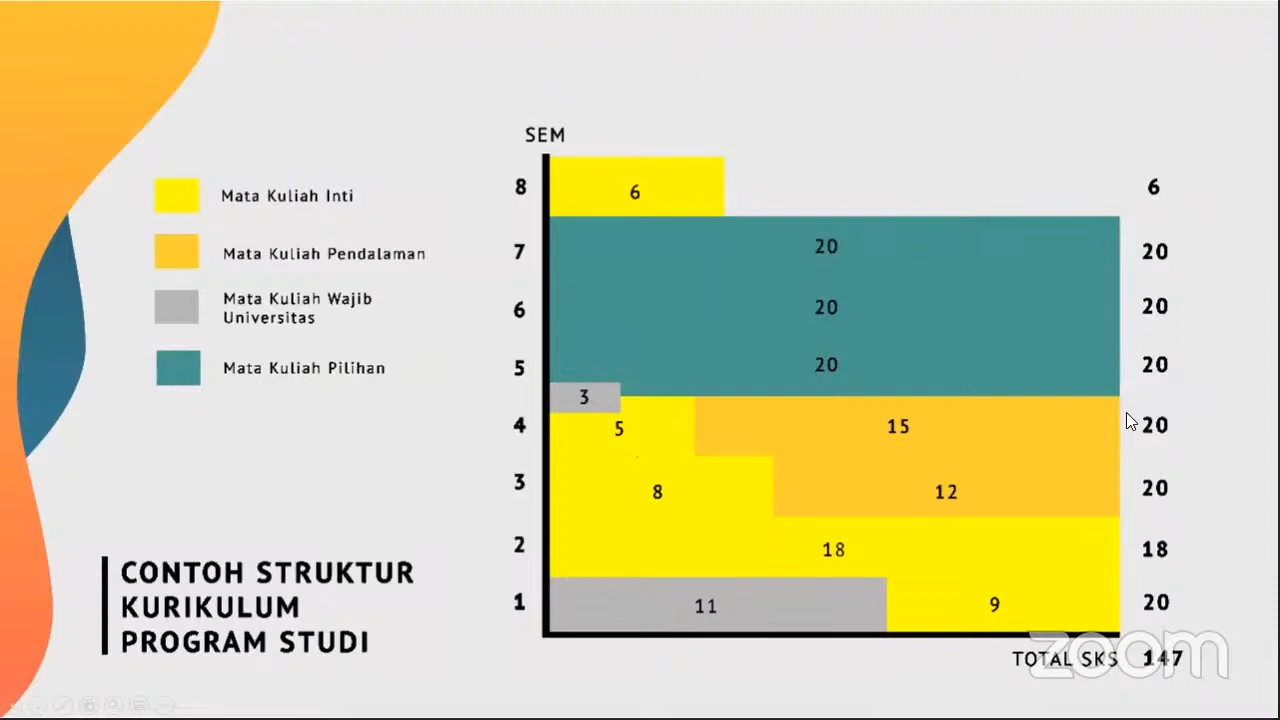 SEM
8
6
6
Mata Kuliah Inti
7
20
20
Mata Kuliah Pendalaman
6
20
20
Mata Kuliah Wajib
Universitas
5
20
20
Mata Kuliah Pilihan
3
4
5
15
20
3
8
12
20
2
18
18
1
11
9
20
CONTOH STRUKTUR
KURIKULUM
PROGRAM STUDI
TOTAL SKS 147
zoom